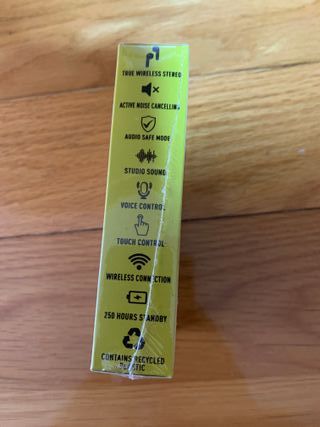 TRUE WIRELESS STEREO
ACTIVE NOISE CANCELLING
AUDIO SAFE MODE
STUDIO SOUND
VOICE CONTROL
TOUCH CONTROL
WIRELESS CONNECTION
250 HOURS STANDBY
CONTAINS RECYCLED
PLASTIC